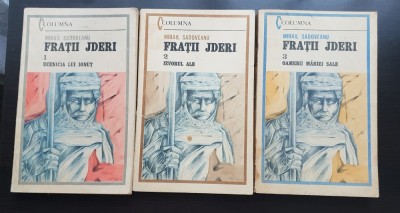 COLUMNA
MIHAIL SADOVEANU
FRAȚII JDERI
1
UCENICIA LUI IONUȚ
COLUMNA
MIHAIL SADOVEANU
FRAȚII JDERI
2
IZVORUL ALB
COLUMNA
MIHAIL SADOVEANU
FRAȚII JDERI
3
OAMENII MĂRIEI SALE